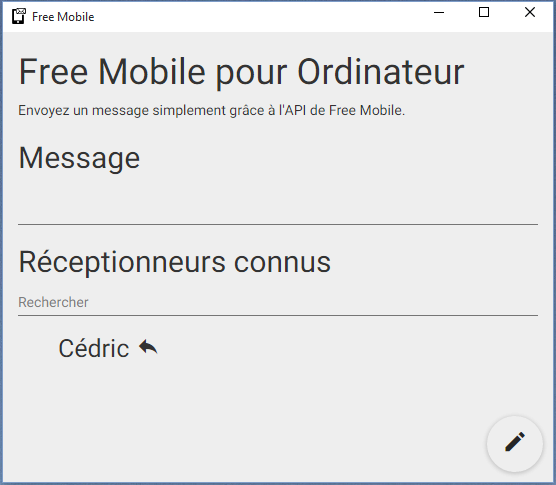 Free Mobile
Free Mobile pour Ordinateur
Envoyez un message simplement grâce à l'API de Free Mobile.
Message
Réceptionneurs connus
Rechercher
Cédric